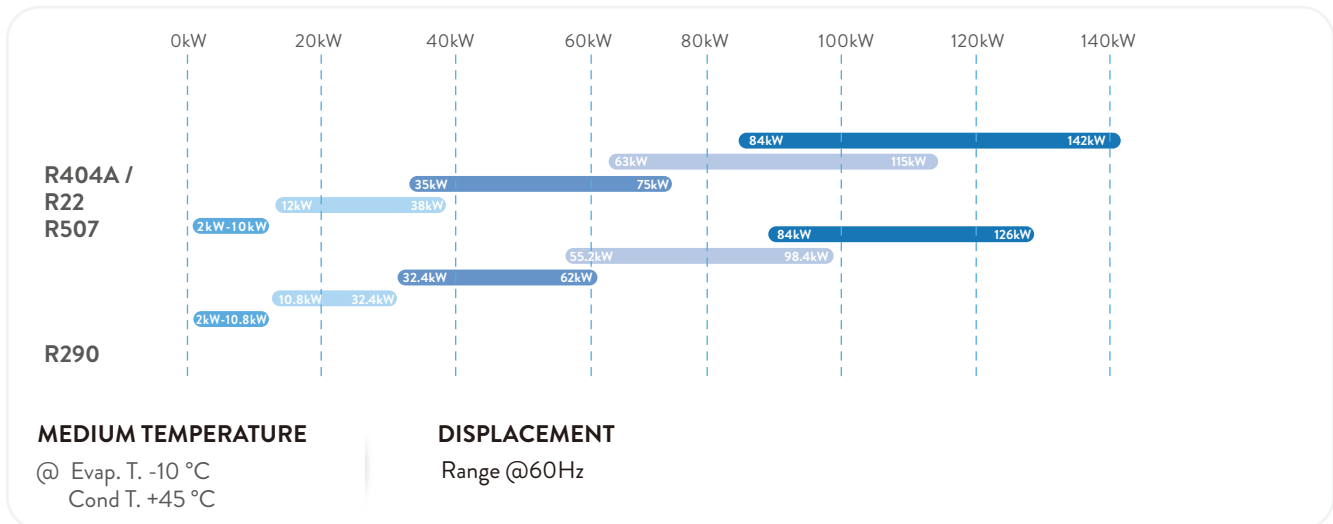 0kW 20kW 40kW 60kW 80kW 100kW 120kW 140kW
84kW 142kW
63kW 115kW
R404A /
35kW 75kW
R22
12kW 38kW
R507
2kW-10kW
84kW 126kW
55.2kW 98.4kW
32.4kW 62kW
10.8kW 32.4kW
2kW-10.8kW
R290
MEDIUM TEMPERATURE
@ Evap. T. -10 °C
Cond T. +45 °C
DISPLACEMENT
Range @60Hz